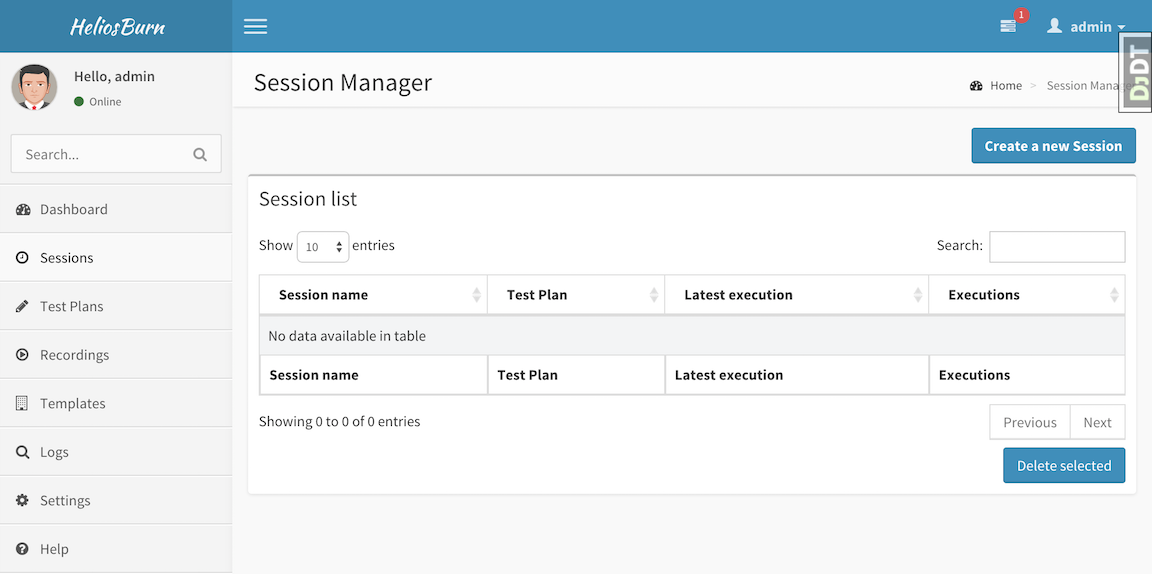 HeliosBurn
1
admin
DJDT
Hello, admin
Online
Session Manager
Home > Session Mana
Search...
Create a new Session
Dashboard
Sessions
Test Plans
Recordings
Templates
Logs
Settings
Help
Session list
Show 10 entries
Search:
Session name Test Plan Latest execution Executions
No data available in table
Session name Test Plan Latest execution Executions
Showing 0 to 0 of 0 entries
Previous Next
Delete selected